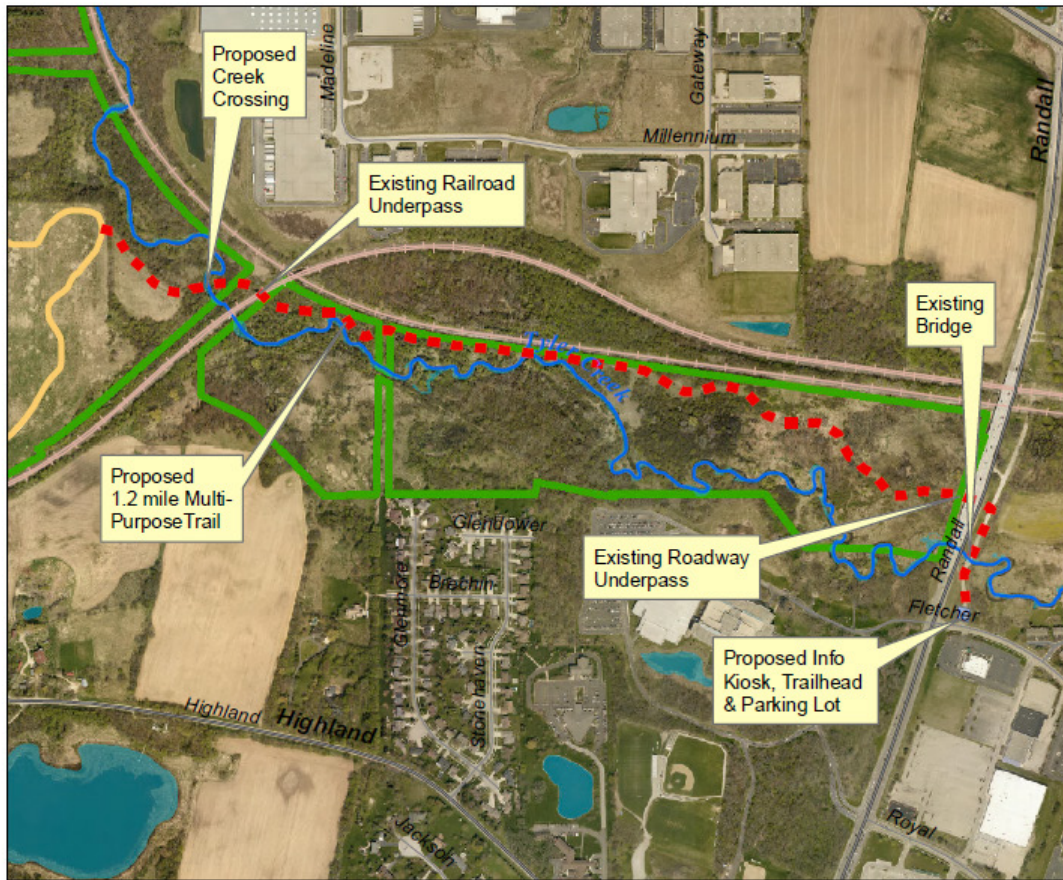 Proposed
Creek
Crossing
Madeline
Gateway
Millennium
Randall
Existing Railroad
Underpass
Existing
Bridge
Tyler Creek
Proposed
1.2 mile Multi-
PurposeTrail
Glendower
Existing Roadway
Underpass
Randall
Brechin
Glenmore
Fletcher
Stonehaven
Proposed Info
Kiosk, Trailhead
& Parking Lot
Highland
Highland
Jackson
Royal